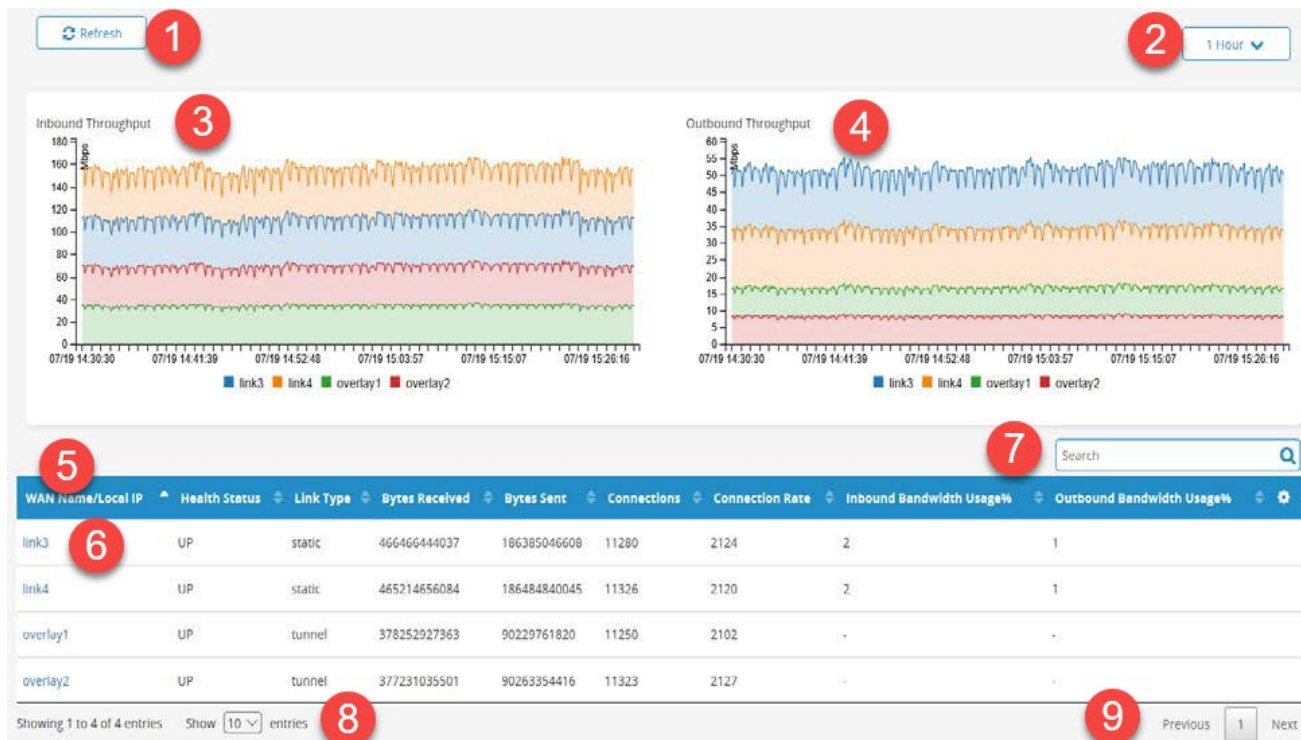 Refresh
1
2
1 Hour
Inbound Throughput
3
Mbps
180
160
140
120
100
80
60
40
20
0
07/19 14:30:30 07/19 14:41:39 07/19 14:52:48 07/19 15:03:57 07/19 15:15:07 07/19 15:26:16
link3 link4 overlay1 overlay2
Outbound Throughput
4
Mbps
60
55
50
45
40
35
30
25
20
15
10
5
0
07/19 14:30:30 07/19 14:41:39 07/19 14:52:48 07/19 15:03:57 07/19 15:15:07 07/19 15:26:16
link3 link4 overlay1 overlay2
7
Search
5
WAN Name/Local IP Health Status Link Type Bytes Received Bytes Sent Connections Connection Rate Inbound Bandwidth Usage% Outbound Bandwidth Usage%
link3 6 UP static 466466444037 186385046608 11280 2124 2 1
link4 UP static 465214656084 186484840045 11326 2120 2 1
overlay1 UP tunnel 378252927363 90229761820 11250 2102 - -
overlay2 UP tunnel 377231035501 90263354416 11323 2127 - -
Showing 1 to 4 of 4 entries Show 10 entries 8 9 Previous 1 Next